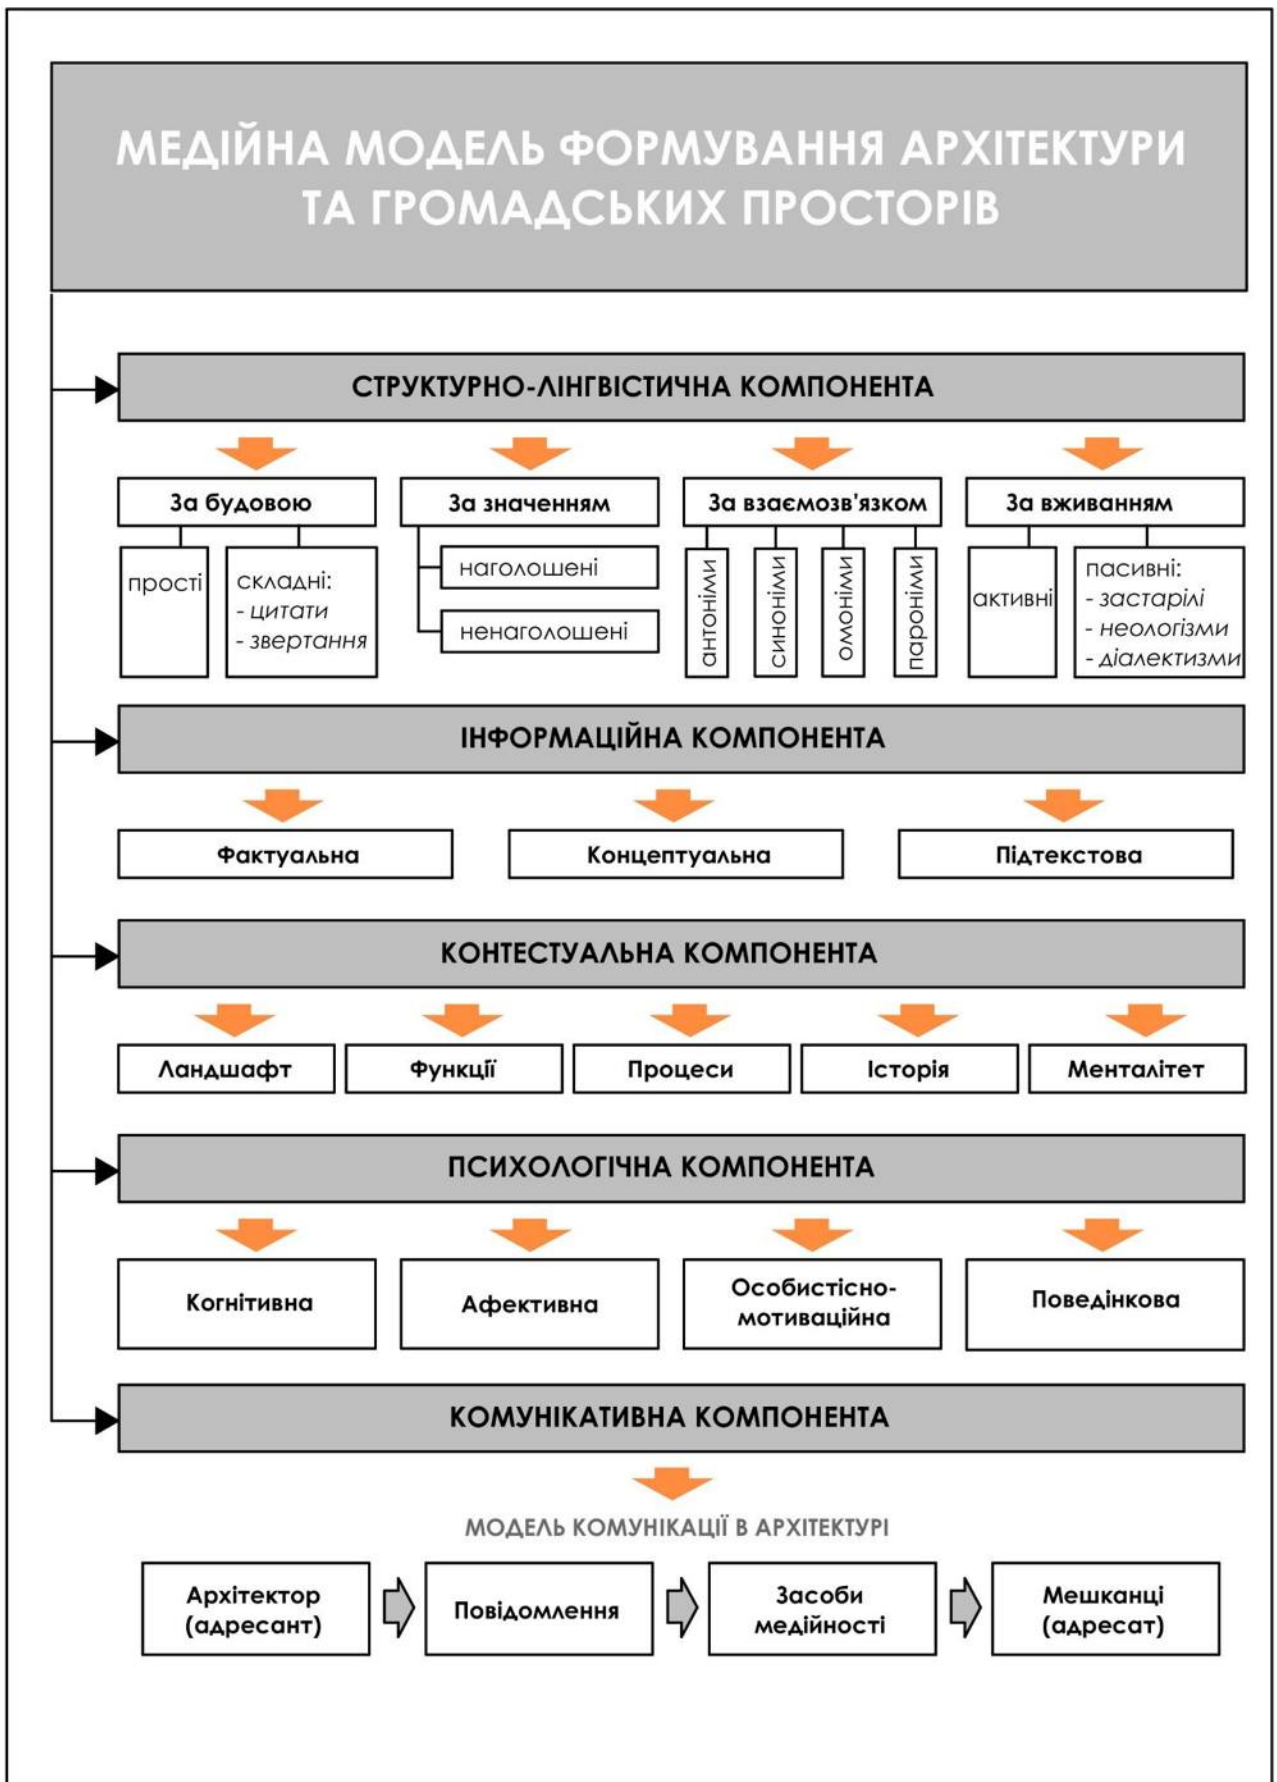 МЕДІЙНА МОДЕЛЬ ФОРМУВАННЯ АРХІТЕКТУРИ
ТА ГРОМАДСЬКИХ ПРОСТОРІВ
СТРУКТУРНО-ЛІНГВІСТИЧНА КОМПОНЕНТА
За будовою
прості
складні:
- цитати
- звертання
За значенням
наголошені
ненаголошені
За взаємозв'язком
антоніми
синоніми
омоніми
пароніми
За вживанням
активні
пасивні:
- застарілі
- неологізми
- діалектизми
ІНФОРМАЦІЙНА КОМПОНЕНТА
Фактуальна
Концептуальна
Підтекстова
КОНТЕСТУАЛЬНА КОМПОНЕНТА
Ландшафт
Функції
Процеси
Історія
Менталітет
ПСИХОЛОГІЧНА КОМПОНЕНТА
Когнітивна
Афективна
Особистісно-
мотиваційна
Поведінкова
КОМУНІКАТИВНА КОМПОНЕНТА
МОДЕЛЬ КОМУНІКАЦІЇ В АРХІТЕКТУРІ
Архітектор
(адресант)
Повідомлення
Засоби
медійності
Мешканці
(адресат)